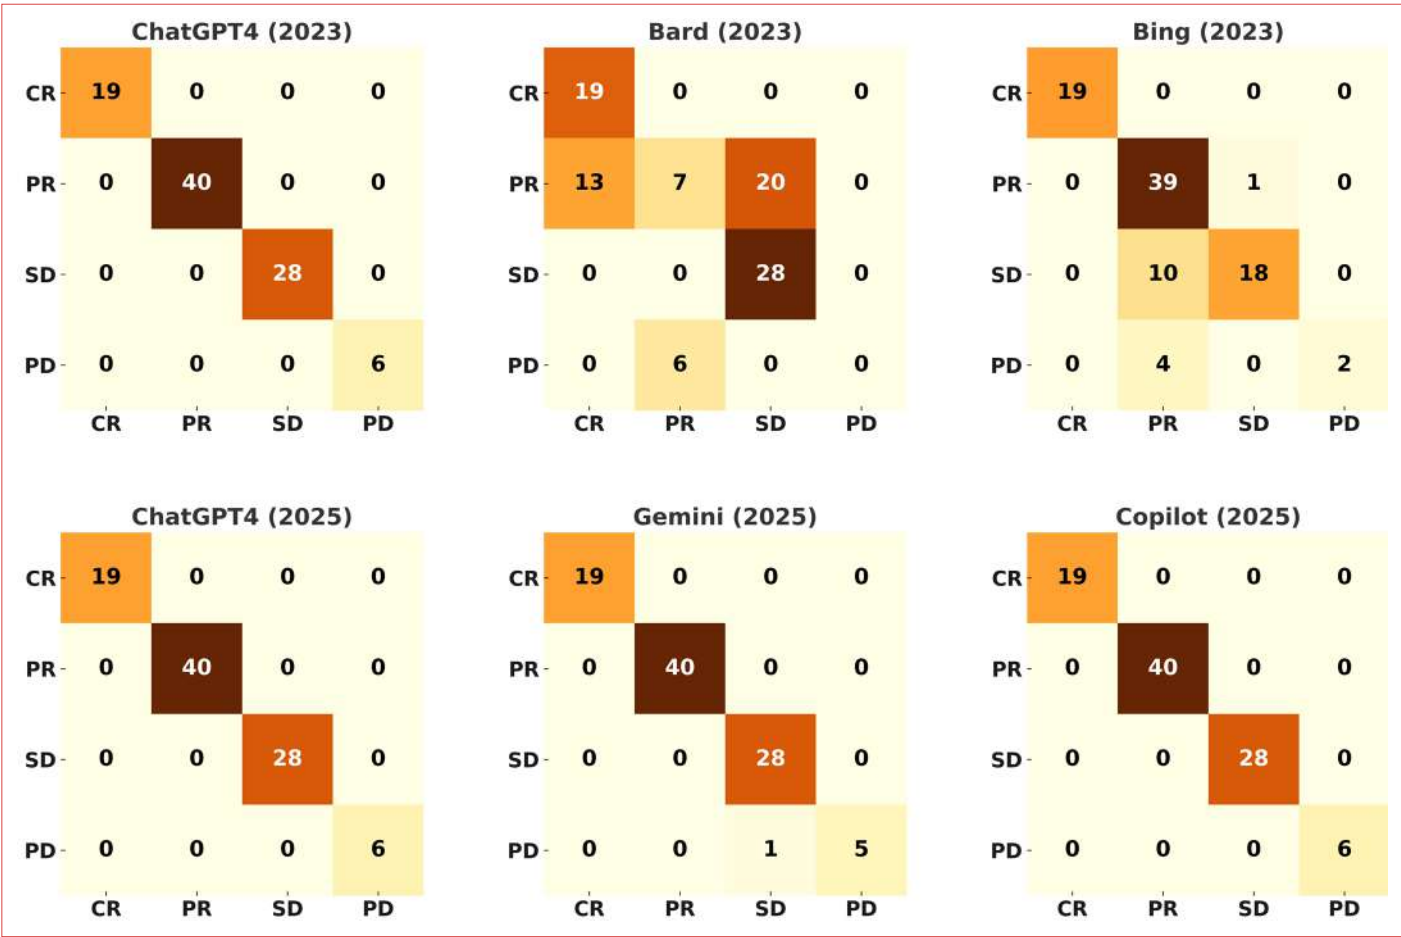 ChatGPT4 (2023) Bard (2023) Bing (2023)
CR 19 0 0 0 CR 19 0 0 0 CR 19 0 0 0
PR 0 40 0 0 PR 13 7 20 0 PR 0 39 1 0
SD 0 0 28 0 SD 0 0 28 0 SD 0 10 18 0
PD 0 0 0 6 PD 0 6 0 0 PD 0 4 0 2
CR PR SD PD CR PR SD PD CR PR SD PD
ChatGPT4 (2025) Gemini (2025) Copilot (2025)
CR 19 0 0 0 CR 19 0 0 0 CR 19 0 0 0
PR 0 40 0 0 PR 0 40 0 0 PR 0 40 0 0
SD 0 0 28 0 SD 0 0 28 0 SD 0 0 28 0
PD 0 0 0 6 PD 0 0 1 5 PD 0 0 0 6
CR PR SD PD CR PR SD PD CR PR SD PD